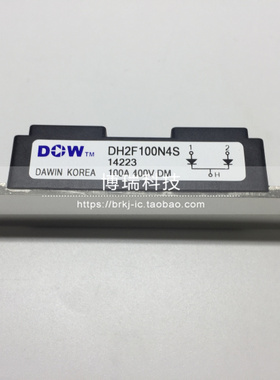 DOW™ DH2F100N4S 1 2
14223
DAWIN KOREA 100A 400V DM H
博瑞科技
https://brkj-ic.taobao.com